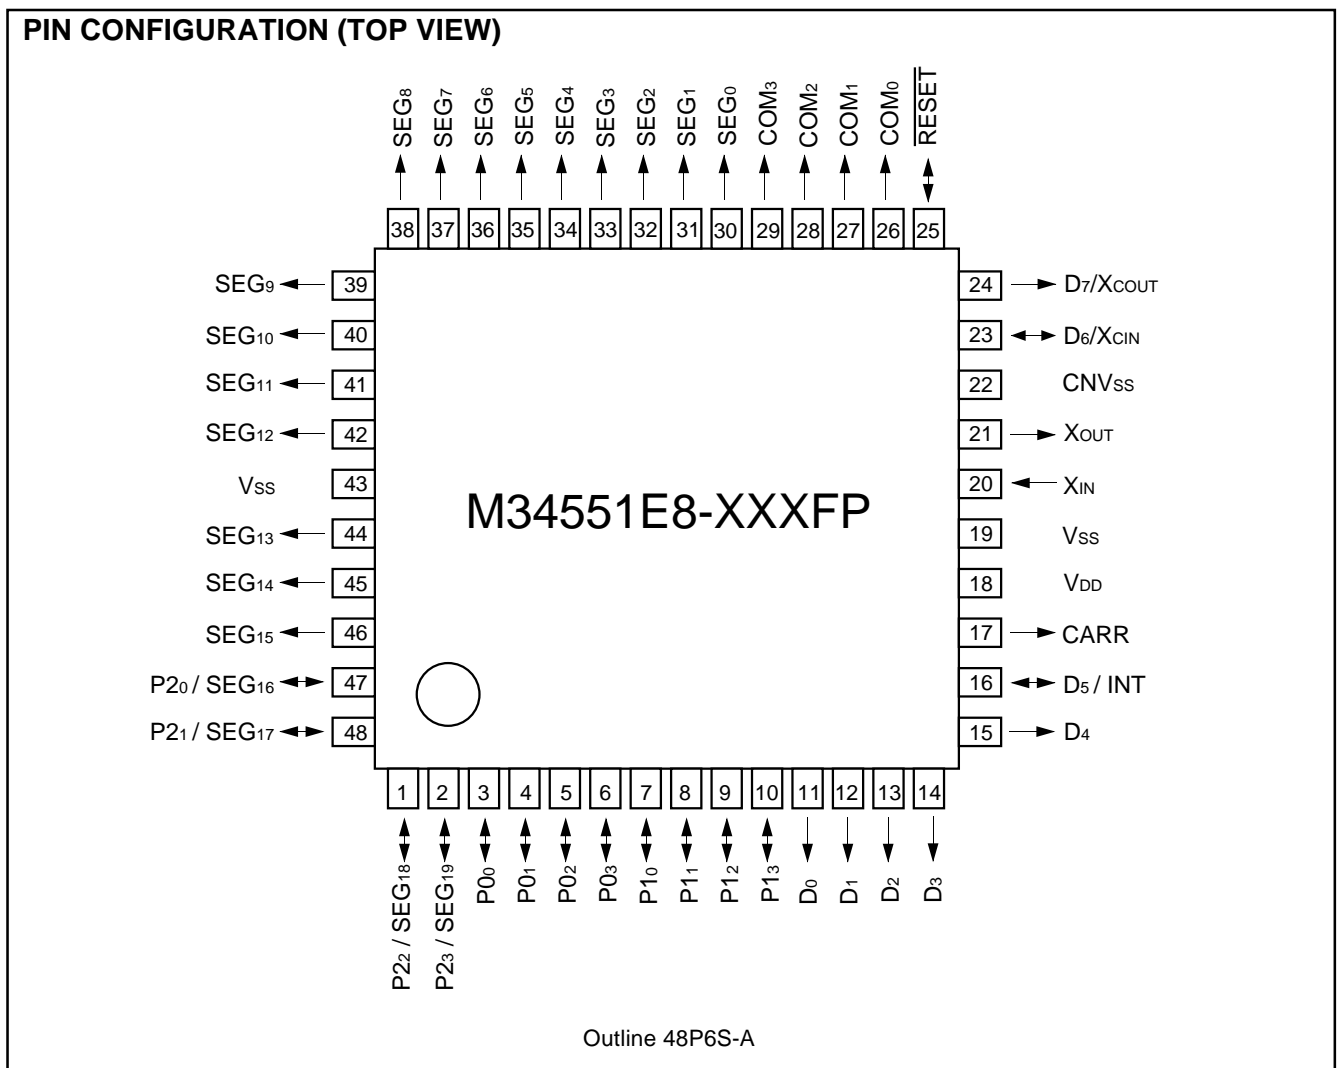 PIN CONFIGURATION (TOP VIEW)
SEG8 SEG7 SEG6 SEG5 SEG4 SEG3 SEG2 SEG1 SEG0 COM3 COM2 COM1 COM0 RESET
38 37 36 35 34 33 32 31 30 29 28 27 26 25
SEG9 39 24 D7/XCOUT
SEG10 40 23 D6/XCIN
SEG11 41 22 CNVSS
SEG12 42 21 XOUT
VSS 43 20 XIN
M34551E8-XXXFP
SEG13 44 19 VSS
SEG14 45 18 VDD
SEG15 46 17 CARR
P20 / SEG16 47 16 D5 / INT
P21 / SEG17 48 15 D4
1 2 3 4 5 6 7 8 9 10 11 12 13 14
P22 / SEG18 P23 / SEG19 P00 P01 P02 P03 P10 P11 P12 P13 D0 D1 D2 D3
Outline 48P6S-A